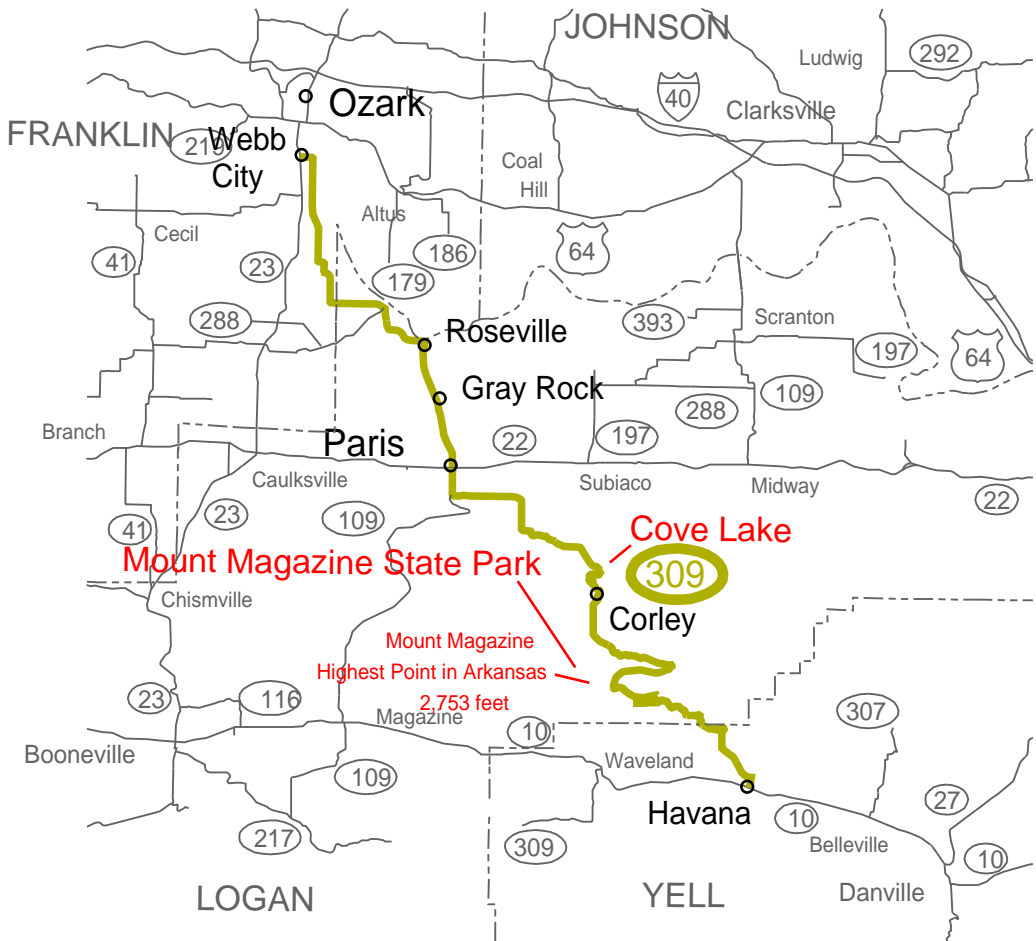 JOHNSON
Ludwig
292
40
Ozark
Clarksville
FRANKLIN
219
Webb
City
Coal
Hill
Altus
Cecil
186
64
41
23
179
288
393
Scranton
Roseville
197
64
Gray Rock
109
288
Branch
Paris
22
197
Caulksville
Subiaco
Midway
22
41
23
109
Cove Lake
Mount Magazine State Park
309
Chismville
Corley
Mount Magazine
Highest Point in Arkansas
2,753 feet
23
116
Magazine
10
307
Booneville
Waveland
109
Havana
10
27
217
309
Belleville
10
LOGAN
YELL
Danville